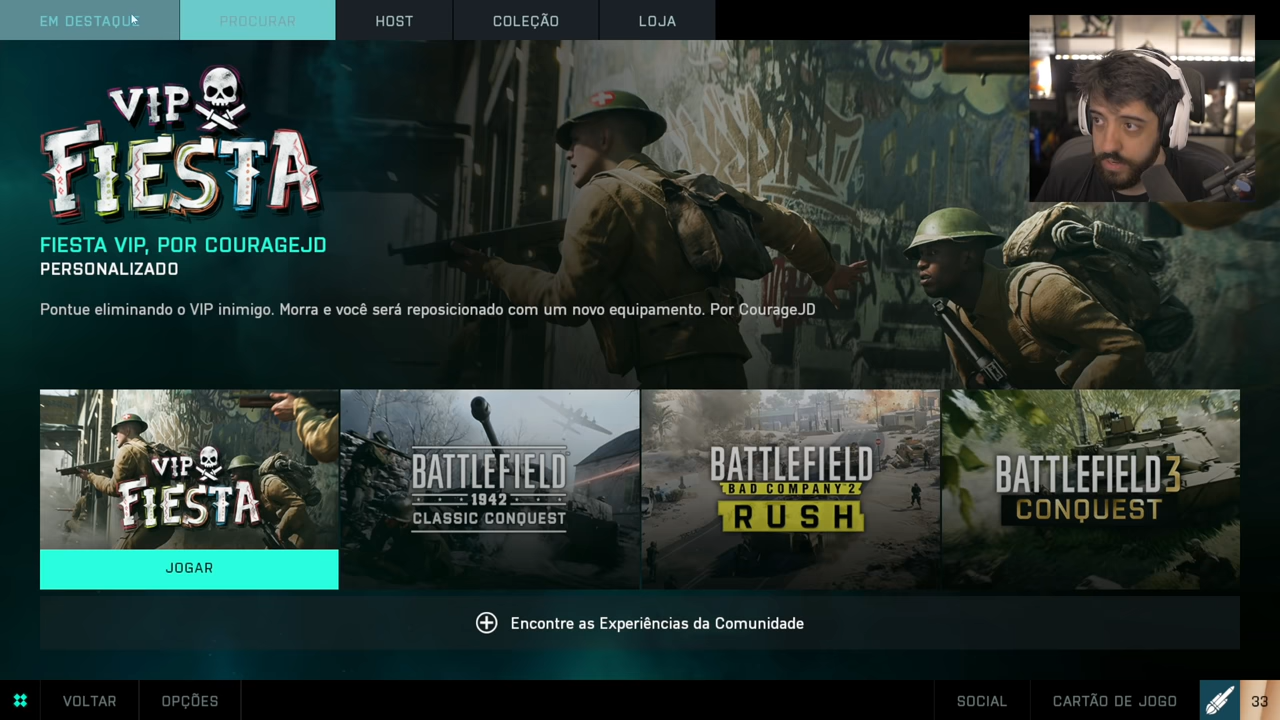 EM DESTAQUE
PROCURAR
HOST
COLEÇÃO
LOJA
VIP
FIESTA
FIESTA VIP, POR COURAGEJD
PERSONALIZADO
Pontue eliminando o VIP inimigo. Morra e você será reposicionado com um novo equipamento. Por CourageJD
VIP
FIESTA
JOGAR
BATTLEFIELD
1942
CLASSIC CONQUEST
BATTLEFIELD
BAD COMPANY 2
RUSH
BATTLEFIELD 3
CONQUEST
Encontre as Experiências da Comunidade
VOLTAR
OPÇÕES
SOCIAL
CARTÃO DE JOGO
33